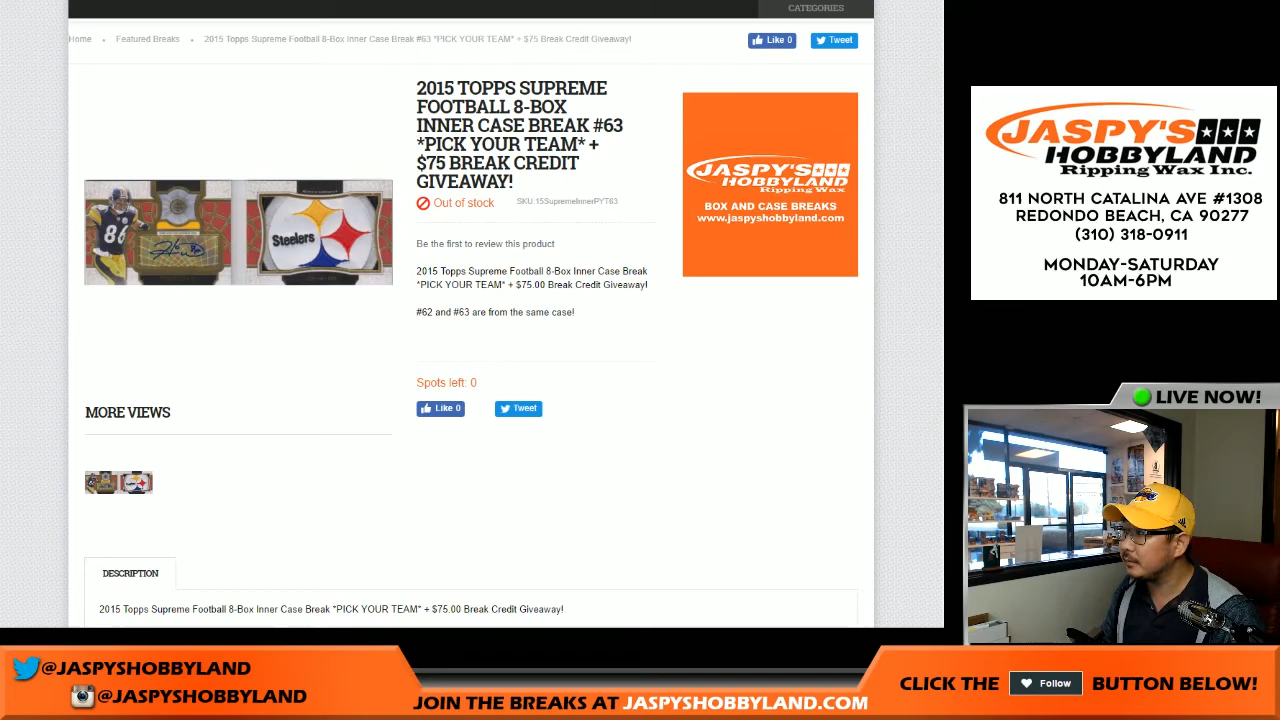 CATEGORIES
Home • Featured Breaks • 2015 Topps Supreme Football 8-Box Inner Case Break #63 *PICK YOUR TEAM* + $75 Break Credit Giveaway!
Like 0
Tweet
2015 TOPPS SUPREME
FOOTBALL 8-BOX
INNER CASE BREAK #63
*PICK YOUR TEAM* +
$75 BREAK CREDIT
GIVEAWAY!
Out of stock
SKU:15SupremeInnerPYT63
Be the first to review this product
2015 Topps Supreme Football 8-Box Inner Case Break
*PICK YOUR TEAM* + $75.00 Break Credit Giveaway!
#62 and #63 are from the same case!
Spots left: 0
Like 0
Tweet
86
Steelers
MORE VIEWS
DESCRIPTION
2015 Topps Supreme Football 8-Box Inner Case Break *PICK YOUR TEAM* + $75.00 Break Credit Giveaway!
JASPY'S
HOBBYLAND
Ripping Wax
BOX AND CASE BREAKS
www.jaspyshobbyland.com
JASPY'S
HOBBYLAND
Ripping Wax Inc.
811 NORTH CATALINA AVE #1308
REDONDO BEACH, CA 90277
(310) 318-0911
MONDAY-SATURDAY
10AM-6PM
LIVE NOW!
@JASPYSHOBBYLAND
@JASPYSHOBBYLAND
JOIN THE BREAKS AT JASPYSHOBBYLAND.COM
CLICK THE Follow BUTTON BELOW!